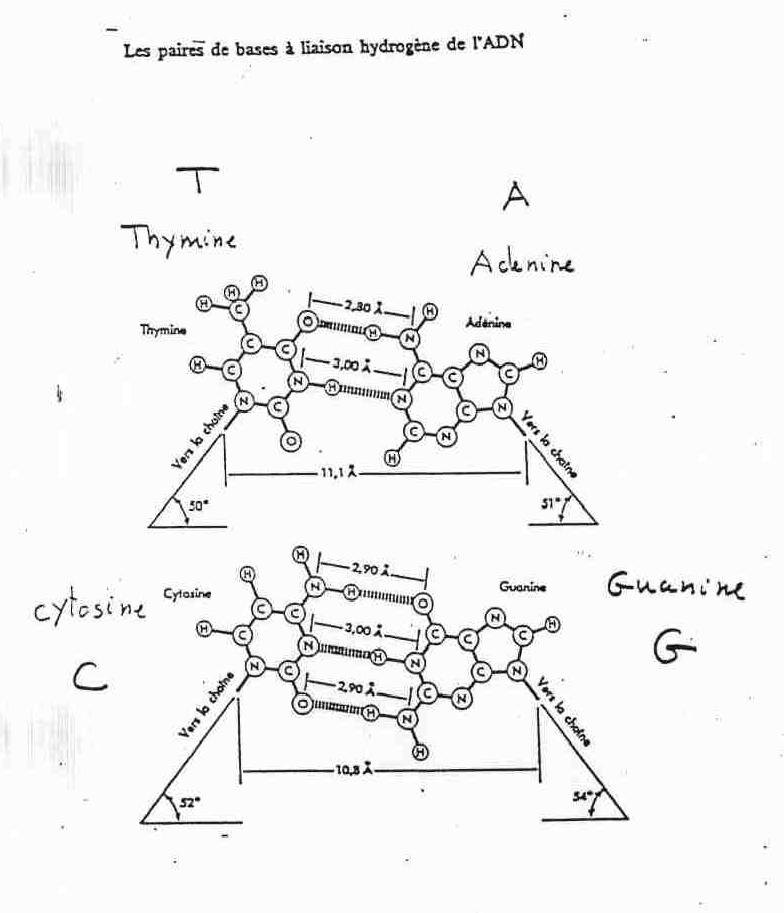 Les paires de bases à liaison hydrogène de l'ADN
T
A
Thymine
Adenine
H
H
H
C
2,80 Å
H
Thymine
O
H
N
Adénine
C
C
3,00 Å
N
H
C
N
H
C
C
C
H
N
C
N
C
N
C
N
O
H
Vers la chaîne
Vers la chaîne
11,1 Å
50°
51°
H
2,90 Å
H
N
H
O
Cytosine
Guanine
cytosine
Guanine
C
C
3,00 Å
C
C
N
C
H
H
C
N
H
N
C
N
C
2,90 Å
C
N
N
G
C
O
H
N
H
Vers la chaîne
Vers la chaîne
10,8 Å
52°
54°